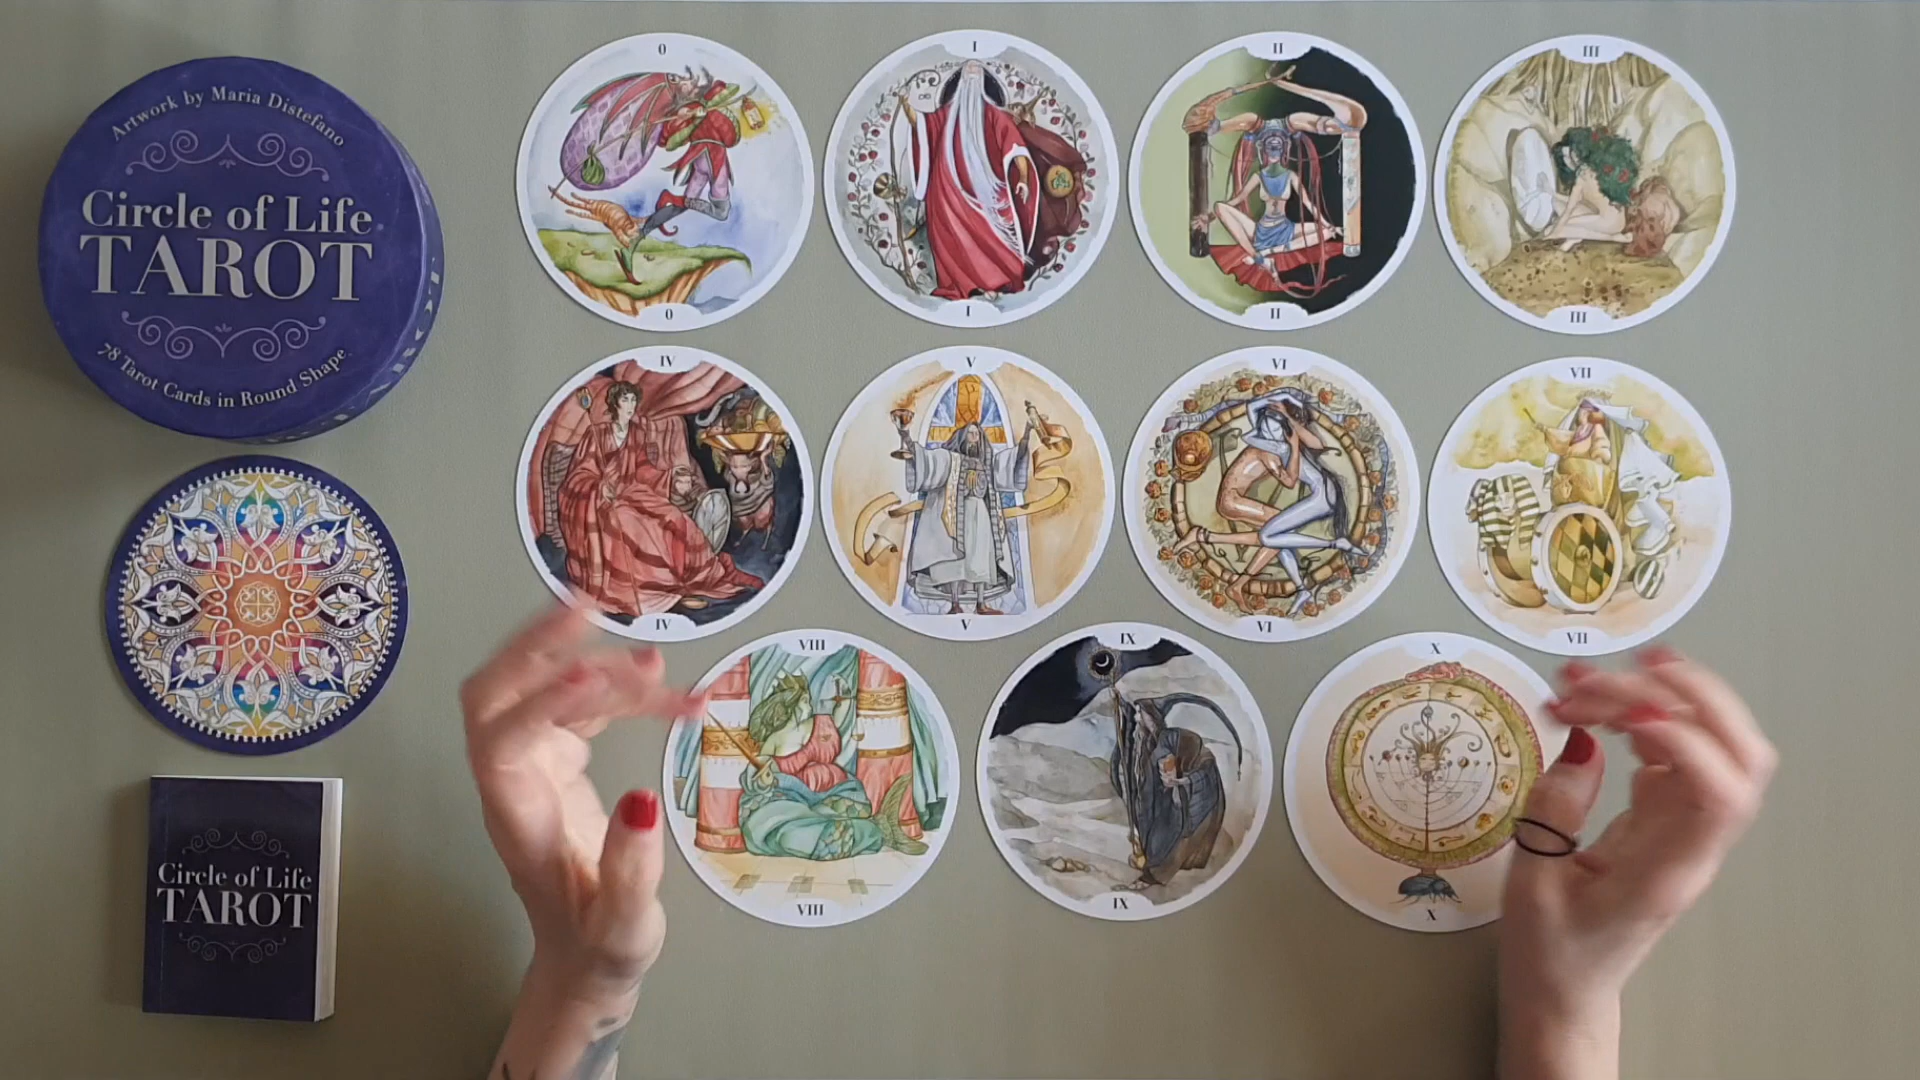 Artwork by Maria Distefano
Circle of Life
TAROT
78 Tarot Cards in Round Shape
Circle of Life
TAROT
0
0
I
I
II
II
III
III
IV
IV
V
V
VI
VI
VII
VII
VIII
VIII
IX
IX
X
X